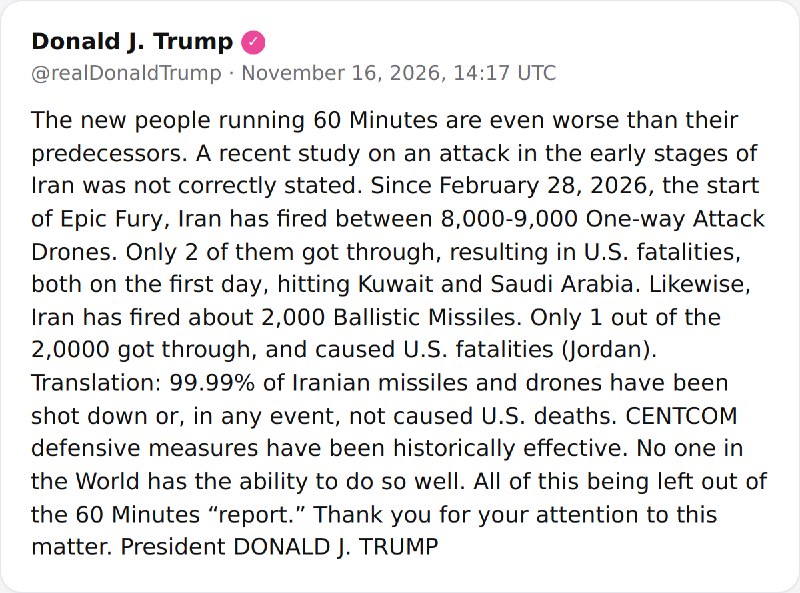 Donald J. Trump ✓
@realDonaldTrump · November 16, 2026, 14:17 UTC
The new people running 60 Minutes are even worse than their
predecessors. A recent study on an attack in the early stages of
Iran was not correctly stated. Since February 28, 2026, the start
of Epic Fury, Iran has fired between 8,000-9,000 One-way Attack
Drones. Only 2 of them got through, resulting in U.S. fatalities,
both on the first day, hitting Kuwait and Saudi Arabia. Likewise,
Iran has fired about 2,000 Ballistic Missiles. Only 1 out of the
2,0000 got through, and caused U.S. fatalities (Jordan).
Translation: 99.99% of Iranian missiles and drones have been
shot down or, in any event, not caused U.S. deaths. CENTCOM
defensive measures have been historically effective. No one in
the World has the ability to do so well. All of this being left out of
the 60 Minutes “report.” Thank you for your attention to this
matter. President DONALD J. TRUMP